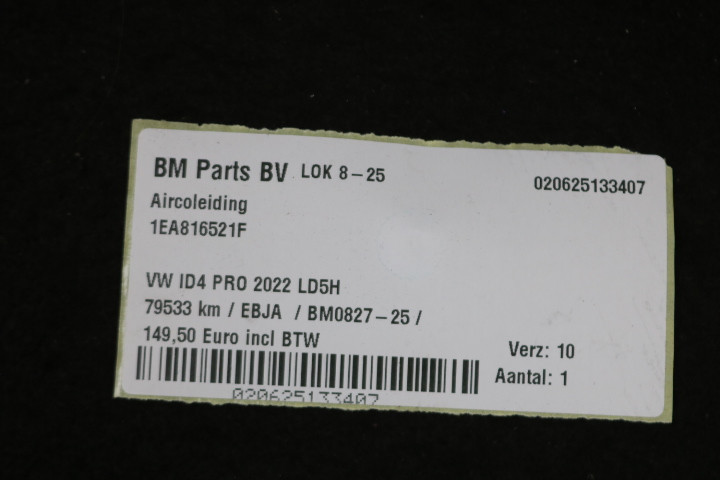 BM Parts BV LOK 8-25
020625133407
Aircoleiding
1EA816521F
VW ID4 PRO 2022 LD5H
79533 km / EBJA / BM0827-25 /
149,50 Euro incl BTW
Verz: 10
Aantal: 1
020625133407